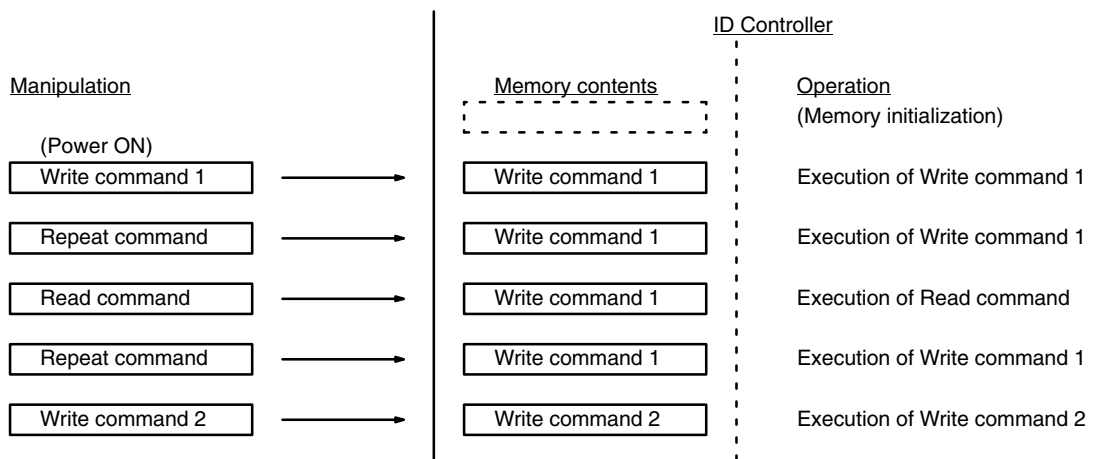 ID Controller
Manipulation Memory contents Operation
(Memory initialization)
(Power ON)
Write command 1 Write command 1 Execution of Write command 1
Repeat command Write command 1 Execution of Write command 1
Read command Write command 1 Execution of Read command
Repeat command Write command 1 Execution of Write command 1
Write command 2 Write command 2 Execution of Write command 2